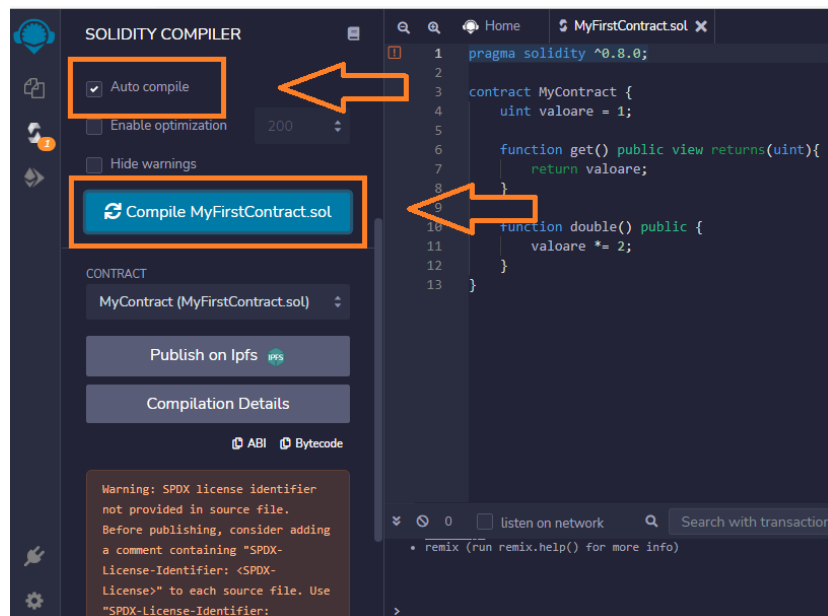 SOLIDITY COMPILER
Auto compile
Enable optimization
200
Hide warnings
Compile MyFirstContract.sol
CONTRACT
MyContract (MyFirstContract.sol)
Publish on Ipfs
IPFS
Compilation Details
ABI
Bytecode
Warning: SPDX license identifier
not provided in source file.
Before publishing, consider adding
a comment containing "SPDX-
License-Identifier: <SPDX-
License>" to each source file. Use
"SPDX-License-Identifier:
1
Home
MyFirstContract.sol
1 pragma solidity ^0.8.0;
2
3 contract MyContract {
4 uint valoare = 1;
5
6 function get() public view returns(uint){
7 return valoare;
8 }
9
10 function double() public {
11 valoare *= 2;
12 }
13 }
0
listen on network
Search with transaction
• remix (run remix.help() for more info)
>